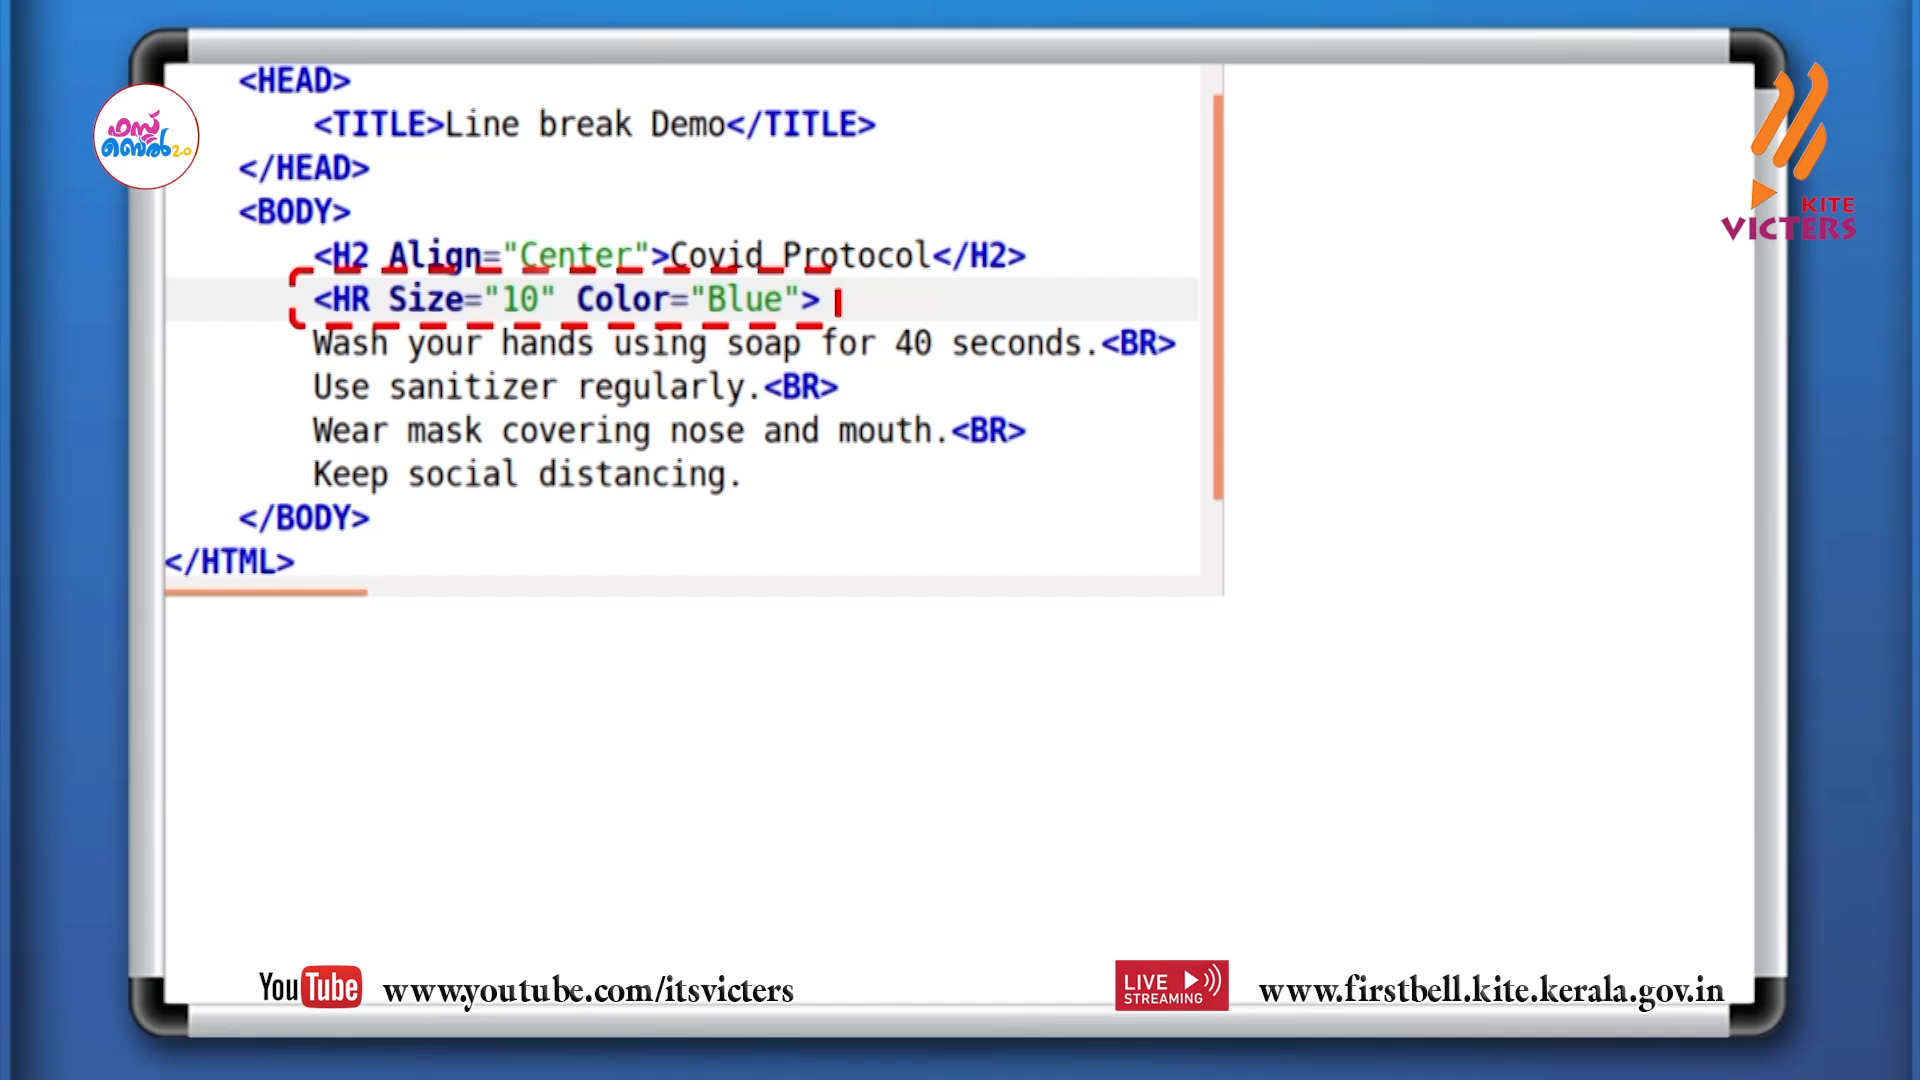 <HEAD>
<TITLE>Line break Demo</TITLE>
</HEAD>
<BODY>
<H2 Align="Center">Covid Protocol</H2>
<HR Size="10" Color="Blue">
Wash your hands using soap for 40 seconds.<BR>
Use sanitizer regularly.<BR>
Wear mask covering nose and mouth.<BR>
Keep social distancing.
</BODY>
</HTML>
ഫസ്റ്റ്
ബെൽ 2.0
KITE
VICTERS
YouTube www.youtube.com/itsvicters
LIVE
STREAMING
www.firstbell.kite.kerala.gov.in